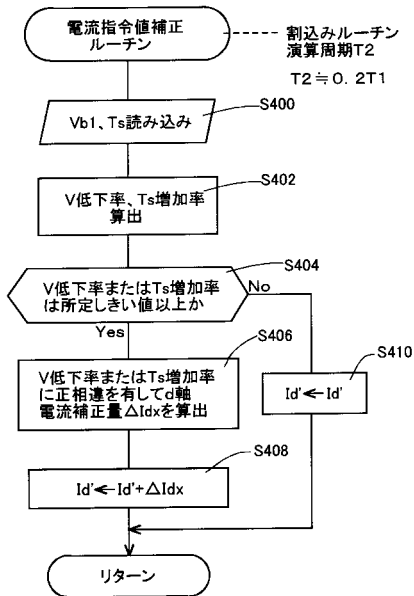 電流指令値補正
ルーチン
割込みルーチン
演算周期T2
T2≒0.2T1
S400
Vb1、Ts読み込み
S402
V低下率、Ts増加率
算出
S404
V低下率またはTs増加率
は所定しきい値以上か
No
Yes
S406
V低下率またはTs増加率
に正相違を有してd軸
電流補正量△Idxを算出
S410
Id'←Id'
S408
Id'←Id'+△Idx
リターン